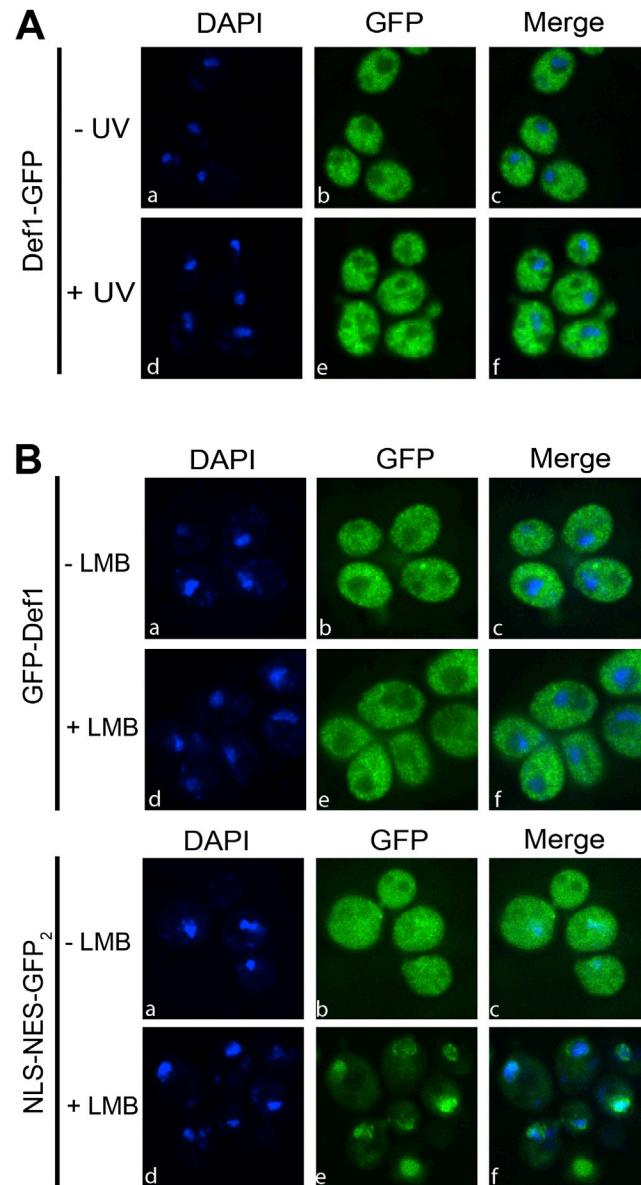 A
DAPI GFP Merge
Def1-GFP
- UV
a b c
+ UV
d e f
B
DAPI GFP Merge
GFP-Def1
- LMB
a b c
+ LMB
d e f
DAPI GFP Merge
NLS-NES-GFP₂
- LMB
a b c
+ LMB
d e f